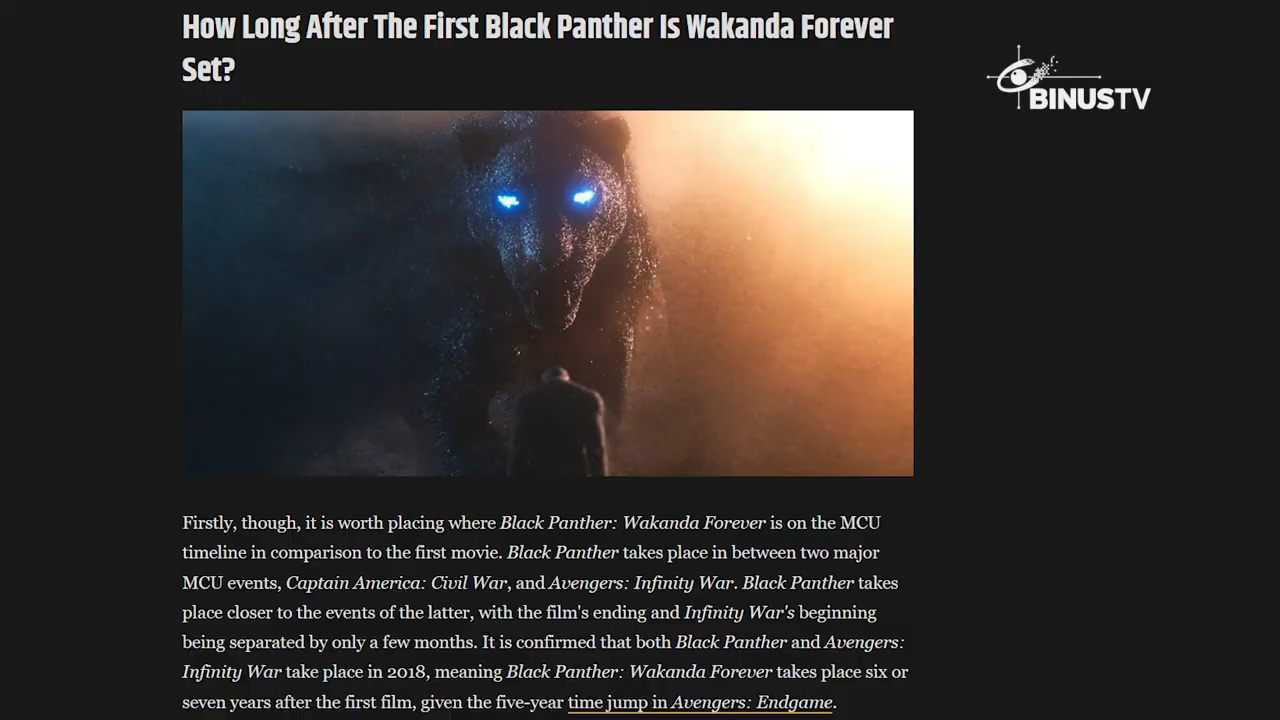 How Long After The First Black Panther Is Wakanda Forever
Set?
BINUSTV
Firstly, though, it is worth placing where Black Panther: Wakanda Forever is on the MCU
timeline in comparison to the first movie. Black Panther takes place in between two major
MCU events, Captain America: Civil War, and Avengers: Infinity War. Black Panther takes
place closer to the events of the latter, with the film's ending and Infinity War's beginning
being separated by only a few months. It is confirmed that both Black Panther and Avengers:
Infinity War take place in 2018, meaning Black Panther: Wakanda Forever takes place six or
seven years after the first film, given the five-year time jump in Avengers: Endgame.